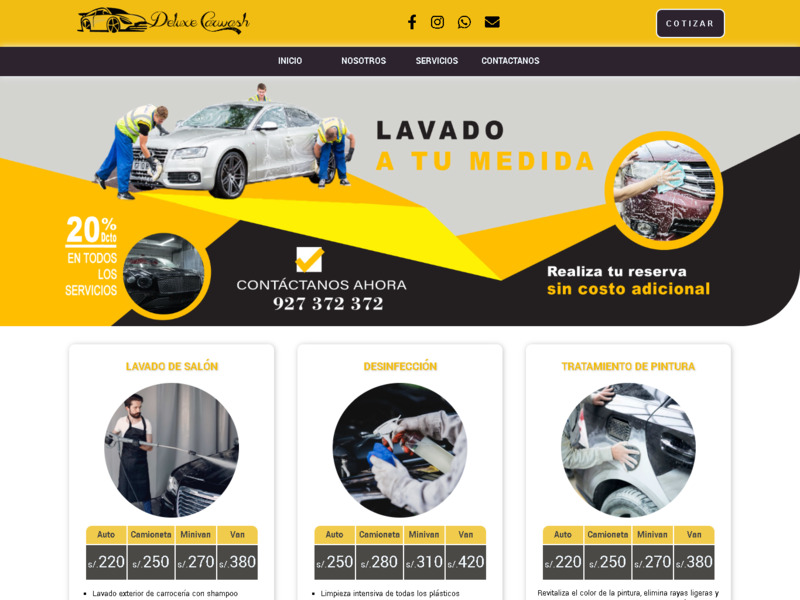 Deluxe Carwash
COTIZAR
INICIO NOSOTROS SERVICIOS CONTACTANOS
LAVADO
A TU MEDIDA
20% Dcto
EN TODOS
LOS
SERVICIOS
CONTÁCTANOS AHORA
927 372 372
Realiza tu reserva
sin costo adicional
LAVADO DE SALÓN
Auto Camioneta Minivan Van
s/.220 s/.250 s/.270 s/.380
Lavado exterior de carrocería con shampoo
DESINFECCIÓN
Auto Camioneta Minivan Van
s/.250 s/.280 s/.310 s/.420
Limpieza intensiva de todas los plásticos
TRATAMIENTO DE PINTURA
Auto Camioneta Minivan Van
s/.220 s/.250 s/.270 s/.380
Revitaliza el color de la pintura, elimina rayas ligeras y